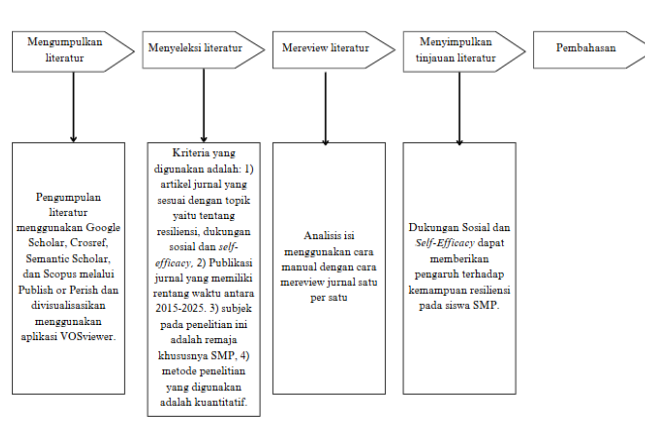 Mengumpulkan
literatur
Menyeleksi literatur
Mereview literatur
Menyimpulkan
tinjauan literatur
Pembahasan
Pengumpulan
literatur
menggunakan Google
Scholar, Crosref,
Semantic Scholar,
dan Scopus melalui
Publish or Perish dan
divisualisasikan
menggunakan
aplikasi VOSviewer.
Kriteria yang
digunakan adalah: 1)
artikel jurnal yang
sesuai dengan topik
yaitu tentang
resiliensi, dukungan
sosial dan self-
efficacy, 2) Publikasi
jurnal yang memiliki
rentang waktu antara
2015-2025. 3) subjek
pada penelitian ini
adalah remaja
khususnya SMP, 4)
metode penelitian
yang digunakan
adalah kuantitatif.
Analisis isi
menggunakan cara
manual dengan cara
mereview jurnal satu
per satu
Dukungan Sosial dan
Self-Efficacy dapat
memberikan
pengaruh terhadap
kemampuan resiliensi
pada siswa SMP.